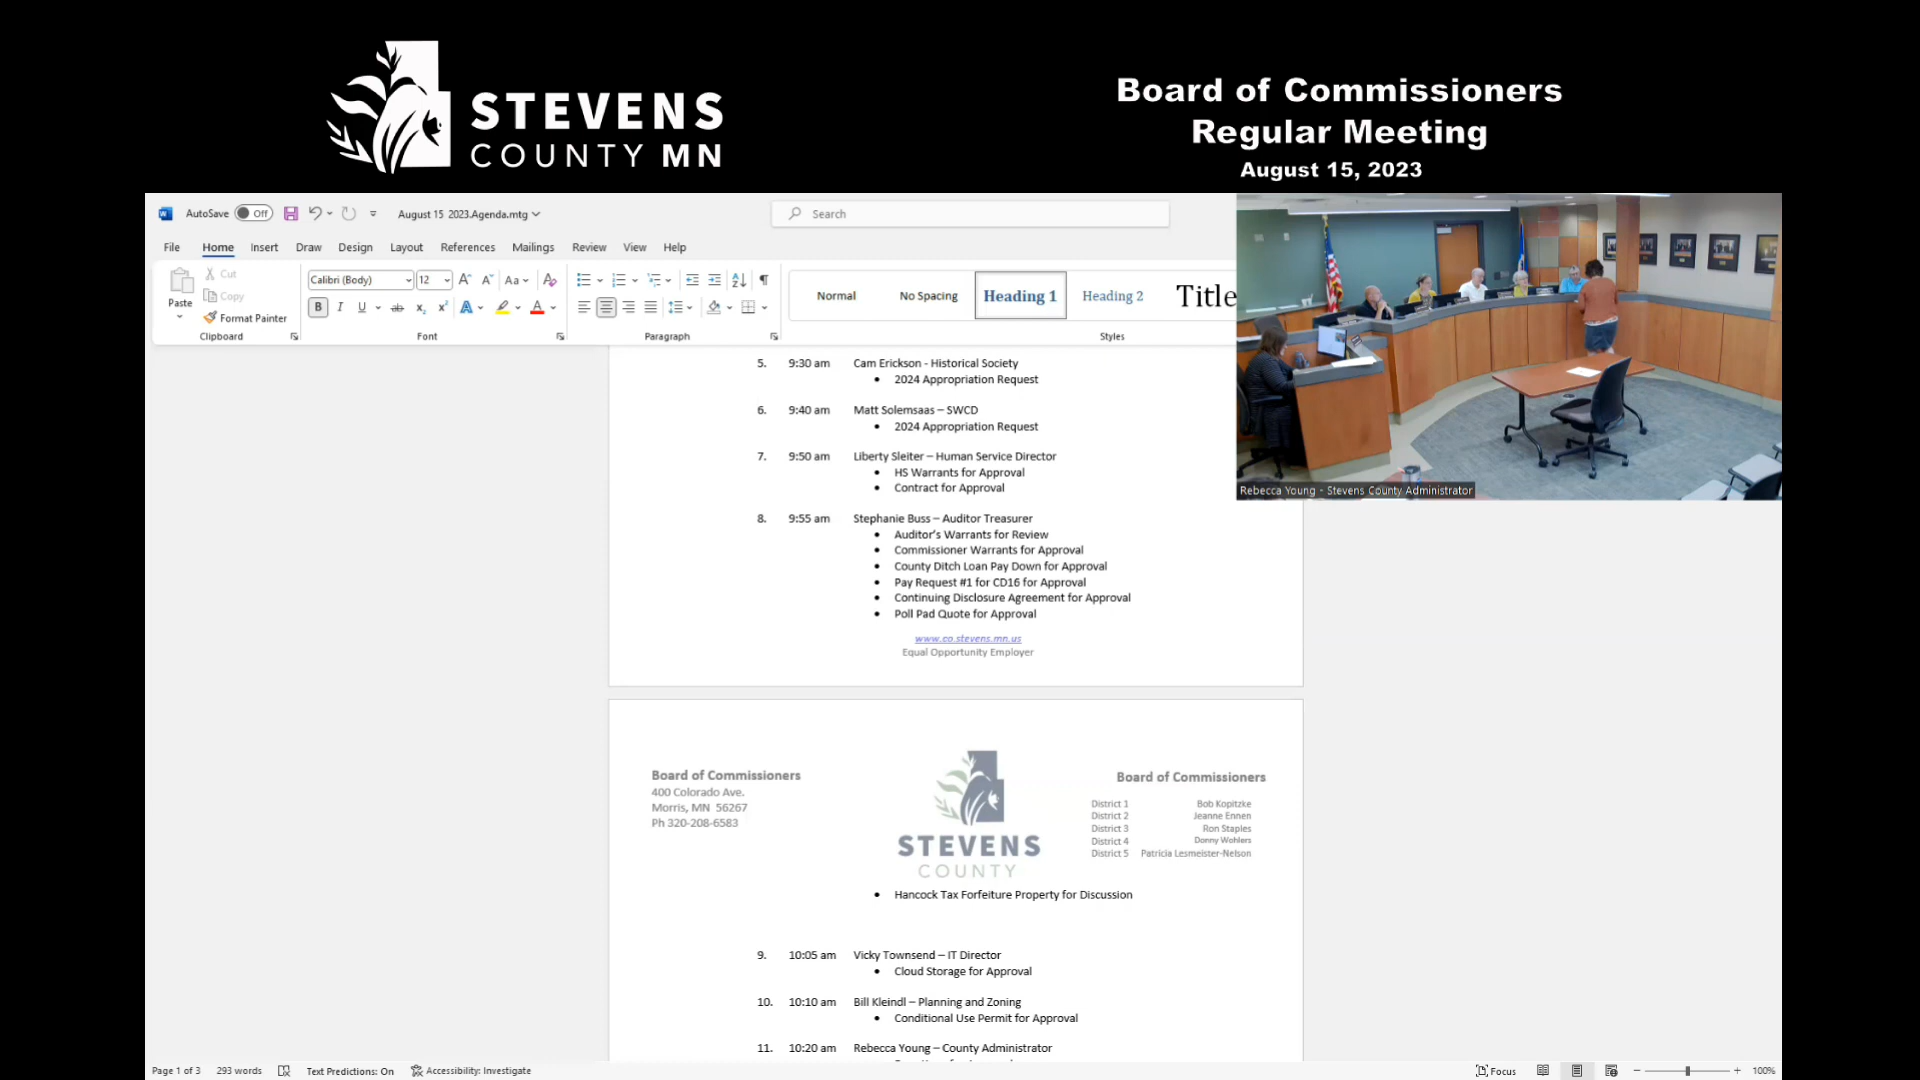 STEVENS
COUNTY MN
Board of Commissioners
Regular Meeting
August 15, 2023
AutoSave Off August 15 2023.Agenda.mtg Search
File Home Insert Draw Design Layout References Mailings Review View Help
Paste Cut
Copy
Format Painter
Clipboard
Calibri (Body) 12
Font
Paragraph
Normal No Spacing Heading 1 Heading 2 Title
Styles
Rebecca Young - Stevens County Administrator
5. 9:30 am Cam Erickson - Historical Society
• 2024 Appropriation Request
6. 9:40 am Matt Solemsaas – SWCD
• 2024 Appropriation Request
7. 9:50 am Liberty Sleiter – Human Service Director
• HS Warrants for Approval
• Contract for Approval
8. 9:55 am Stephanie Buss – Auditor Treasurer
• Auditor's Warrants for Review
• Commissioner Warrants for Approval
• County Ditch Loan Pay Down for Approval
• Pay Request #1 for CD16 for Approval
• Continuing Disclosure Agreement for Approval
• Poll Pad Quote for Approval
www.co.stevens.mn.us
Equal Opportunity Employer
Board of Commissioners
400 Colorado Ave.
Morris, MN 56267
Ph 320-208-6583
STEVENS
COUNTY
Board of Commissioners
District 1 Bob Kopitzke
District 2 Jeanne Ennen
District 3 Ron Staples
District 4 Donny Wohlers
District 5 Patricia Lesmeister-Nelson
• Hancock Tax Forfeiture Property for Discussion
9. 10:05 am Vicky Townsend – IT Director
• Cloud Storage for Approval
10. 10:10 am Bill Kleindl – Planning and Zoning
• Conditional Use Permit for Approval
11. 10:20 am Rebecca Young – County Administrator
Page 1 of 3 293 words Text Predictions: On Accessibility: Investigate Focus 100%